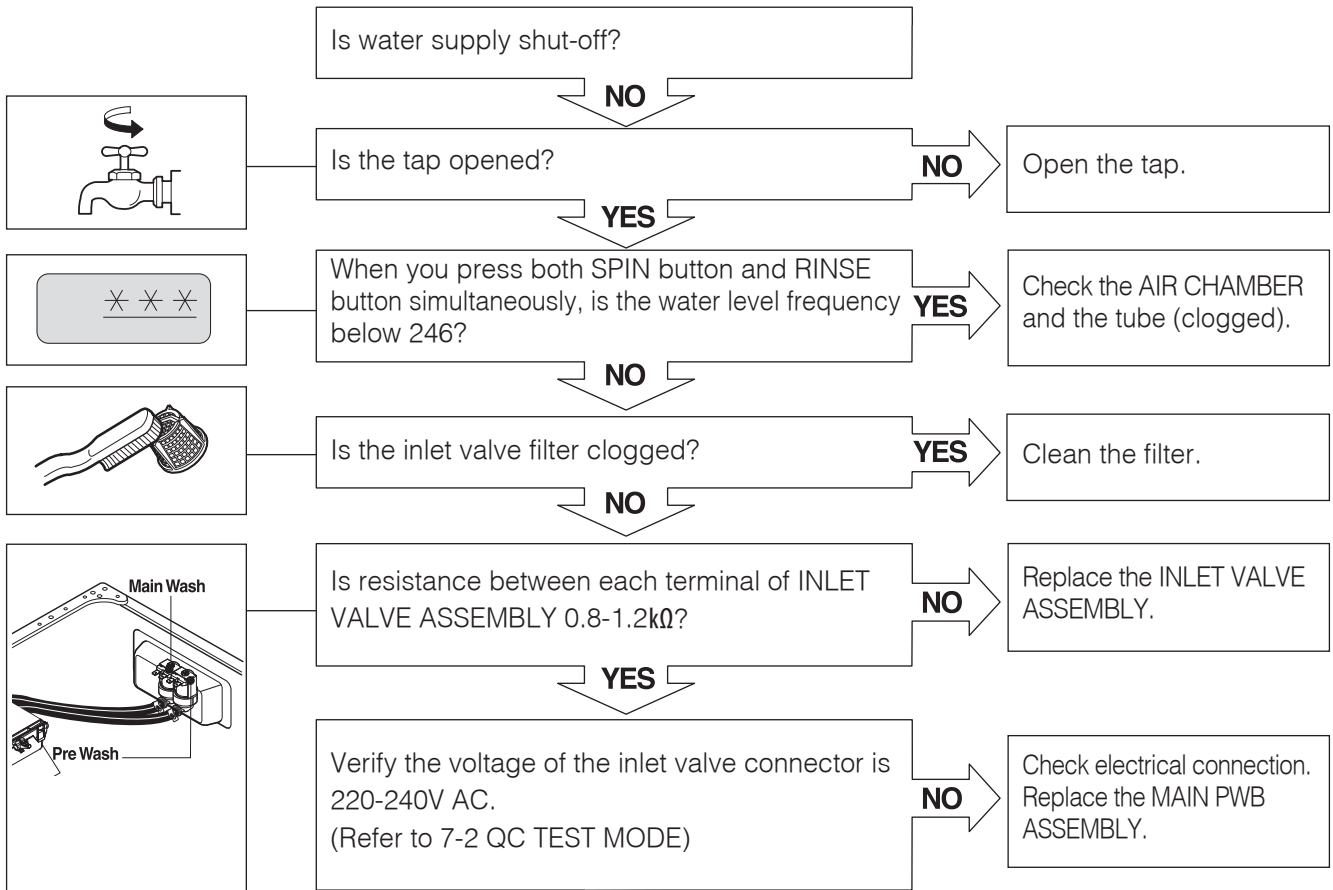 Is water supply shut-off?
NO
Is the tap opened?
NO
Open the tap.
YES
When you press both SPIN button and RINSE
button simultaneously, is the water level frequency
below 246?
YES
Check the AIR CHAMBER
and the tube (clogged).
NO
Is the inlet valve filter clogged?
YES
Clean the filter.
NO
Main Wash
Pre Wash
Is resistance between each terminal of INLET
VALVE ASSEMBLY 0.8-1.2kΩ?
NO
Replace the INLET VALVE
ASSEMBLY.
YES
Verify the voltage of the inlet valve connector is
220-240V AC.
(Refer to 7-2 QC TEST MODE)
NO
Check electrical connection.
Replace the MAIN PWB
ASSEMBLY.